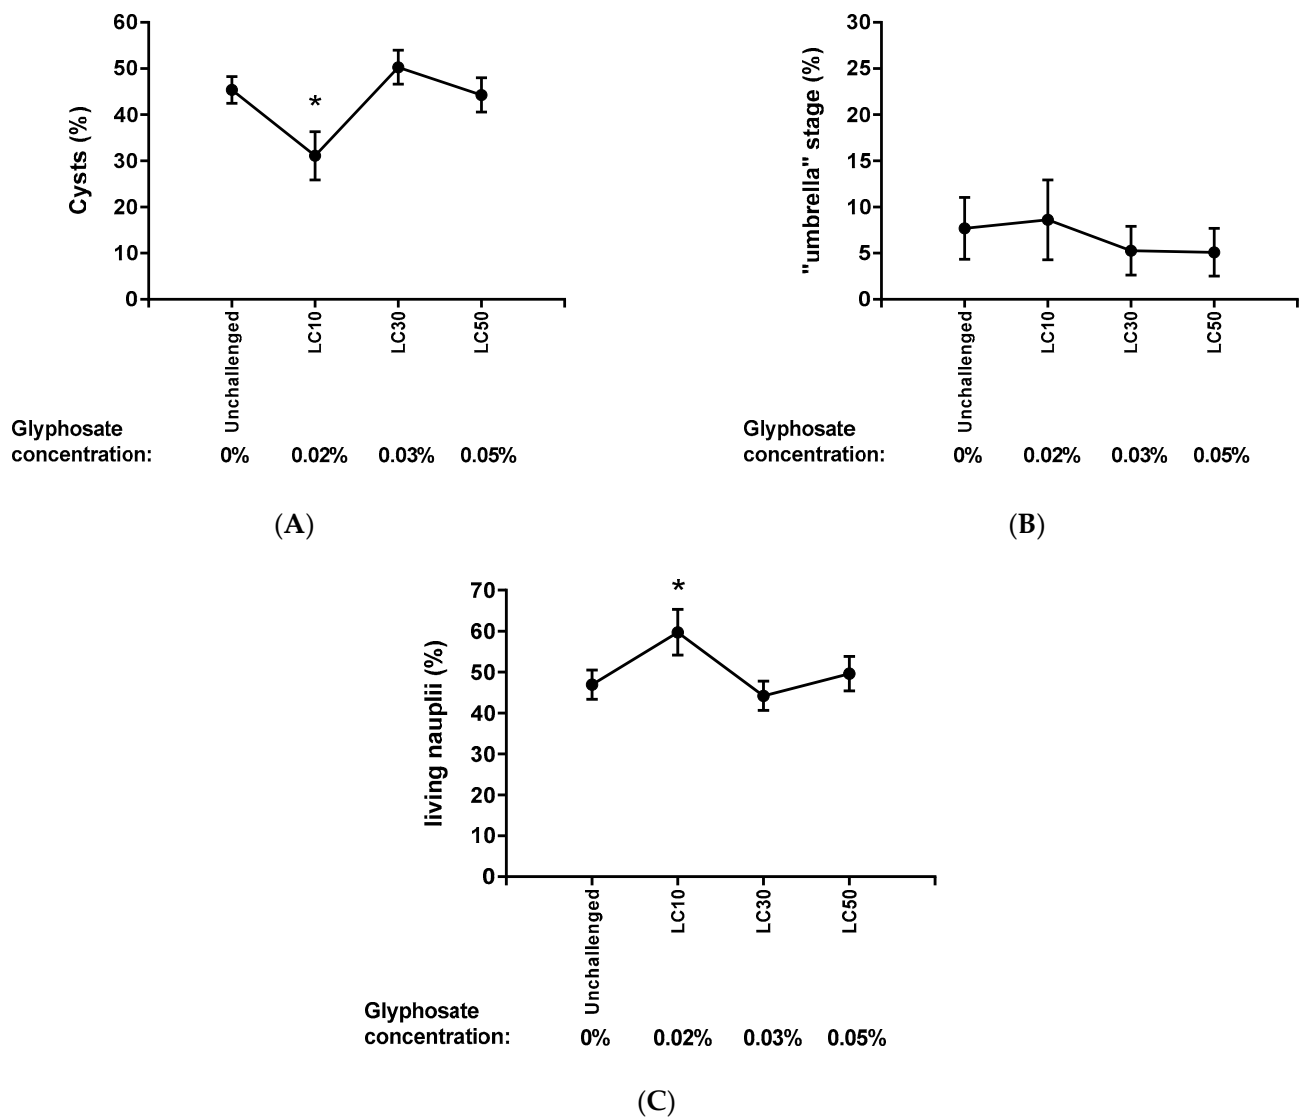 60
50
40
30
20
10
0
Cysts (%)
*
Unchallenged
LC10
LC30
LC50
Glyphosate
concentration: 0% 0.02% 0.03% 0.05%
(A)
30
25
20
15
10
5
0
"umbrella" stage (%)
Unchallenged
LC10
LC30
LC50
Glyphosate
concentration: 0% 0.02% 0.03% 0.05%
(B)
70
60
50
40
30
20
10
0
living nauplii (%)
*
Unchallenged
LC10
LC30
LC50
Glyphosate
concentration: 0% 0.02% 0.03% 0.05%
(C)